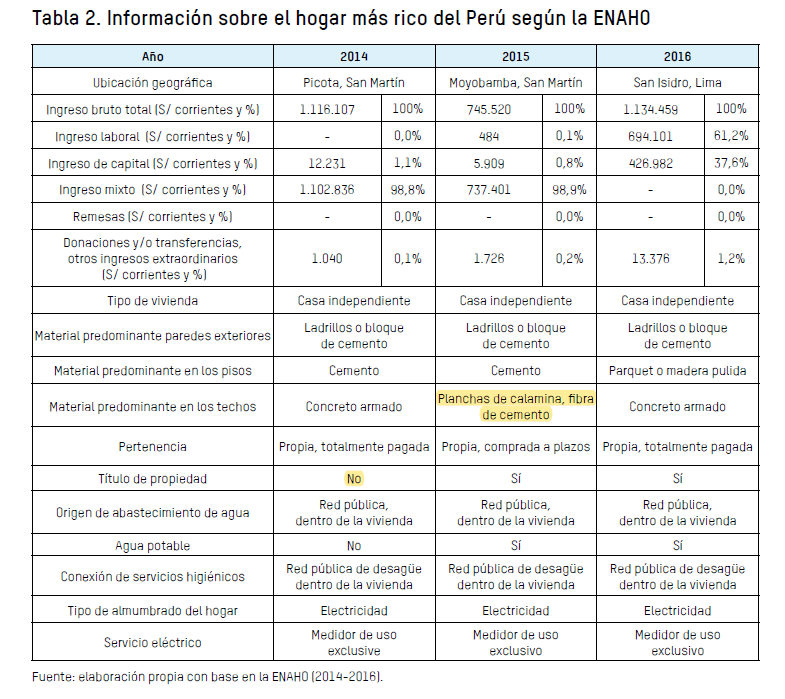 Tabla 2. Información sobre el hogar más rico del Perú según la ENAHO
Año 2014 2015 2016
Ubicación geográfica Picota, San Martín Moyobamba, San Martín San Isidro, Lima
Ingreso bruto total (S/ corrientes y %) 1.116.107 100% 745.520 100% 1.134.459 100%
Ingreso laboral (S/ corrientes y %) - 0,0% 484 0,1% 694.101 61,2%
Ingreso de capital (S/ corrientes y %) 12.231 1,1% 5.909 0,8% 426.982 37,6%
Ingreso mixto (S/ corrientes y %) 1.102.836 98,8% 737.401 98,9% - 0,0%
Remesas (S/ corrientes y %) - 0,0% - 0,0% - 0,0%
Donaciones y/o transferencias,
otros ingresos extraordinarios
(S/ corrientes y %)
1.040 0,1% 1.726 0,2% 13.376 1,2%
Tipo de vivienda Casa independiente Casa independiente Casa independiente
Material predominante paredes exteriores
Ladrillos o bloque
de cemento
Ladrillos o bloque
de cemento
Ladrillos o bloque
de cemento
Material predominante en los pisos Cemento Cemento Parquet o madera pulida
Material predominante en los techos Concreto armado
Planchas de calamina, fibra
de cemento
Concreto armado
Pertenencia Propia, totalmente pagada Propia, comprada a plazos Propia, totalmente pagada
Título de propiedad No Sí Sí
Origen de abastecimiento de agua
Red pública,
dentro de la vivienda
Red pública,
dentro de la vivienda
Red pública,
dentro de la vivienda
Agua potable No Sí Sí
Conexión de servicios higiénicos
Red pública de desagüe
dentro de la vivienda
Red pública de desagüe
dentro de la vivienda
Red pública de desagüe
dentro de la vivienda
Tipo de almumbrado del hogar Electricidad Electricidad Electricidad
Servicio eléctrico
Medidor de uso
exclusive
Medidor de uso
exclusivo
Medidor de uso
exclusivo
Fuente: elaboración propia con base en la ENAHO (2014-2016).